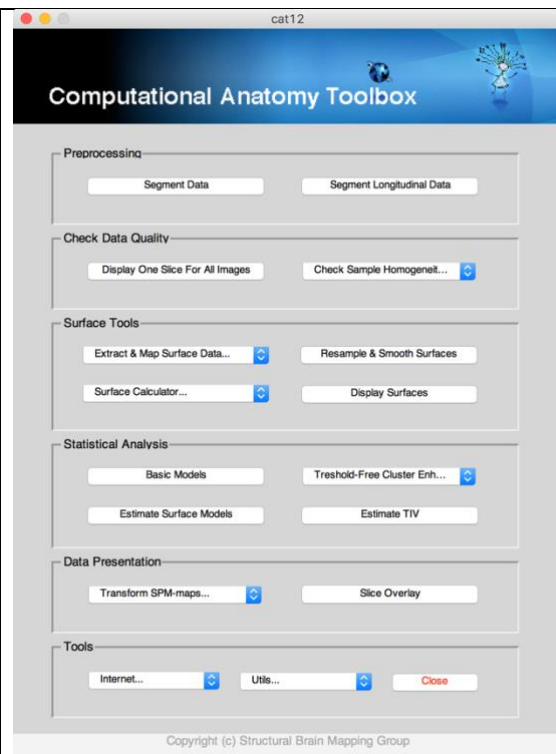 cat12
Computational Anatomy Toolbox
Preprocessing
Segment Data
Segment Longitudinal Data
Check Data Quality
Display One Slice For All Images
Check Sample Homogeneit...
Surface Tools
Extract & Map Surface Data...
Resample & Smooth Surfaces
Surface Calculator...
Display Surfaces
Statistical Analysis
Basic Models
Treshold-Free Cluster Enh...
Estimate Surface Models
Estimate TIV
Data Presentation
Transform SPM-maps...
Slice Overlay
Tools
Internet...
Utils...
Close
Copyright (c) Structural Brain Mapping Group